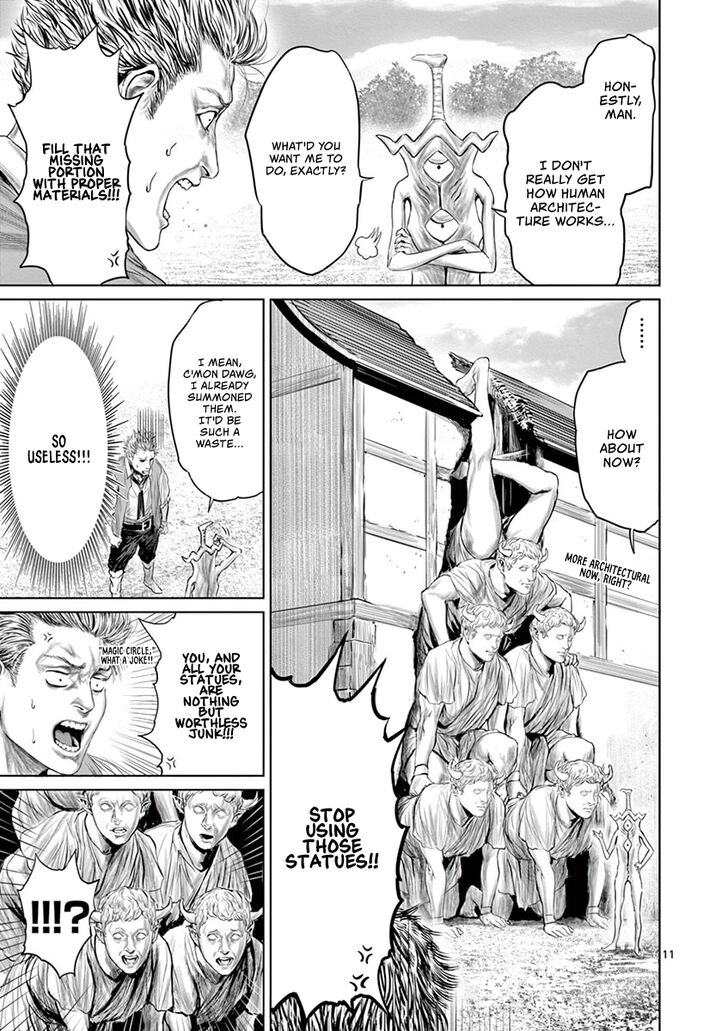 HON-
ESTLY,
MAN.
I DON'T
REALLY GET
HOW HUMAN
ARCHITEC-
TURE WORKS...
WHAT'D YOU
WANT ME TO
DO, EXACTLY?
FILL THAT
MISSING
PORTION
WITH PROPER
MATERIALS!!!
......
HOW
ABOUT
NOW?
MORE ARCHITECTURAL
NOW, RIGHT?
STOP
USING
THOSE
STATUES!!
I MEAN,
C'MON DAWG,
I ALREADY
SUMMONED
THEM.
IT'D BE
SUCH A
WASTE...
SO
USELESS!!!
YOU, AND
ALL YOUR
STATUES,
ARE
NOTHING
BUT
WORTHLESS
JUNK!!!
"MAGIC CIRCLE,"
WHAT A JOKE!!
!!!?
11